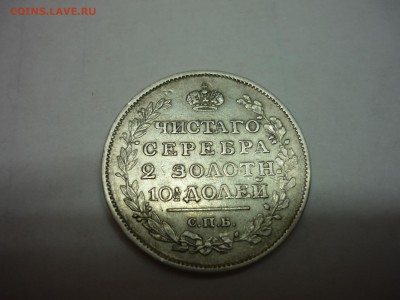 COINS.LAVE.RU
ЧИСТАГО
СЕРЕБРА
2 ЗОЛОТН
10½ ДОЛЕЙ
С.П.Б.